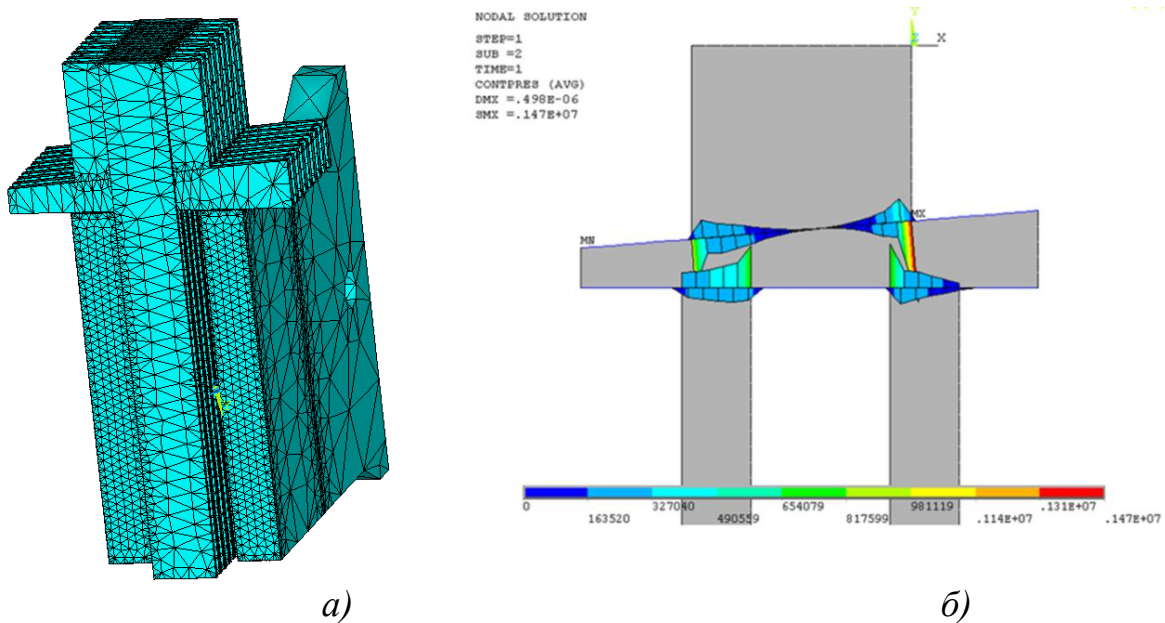 NODAL SOLUTION
STEP=1
SUB =2
TIME=1
CONTPRES (AVG)
DMX =.498E-06
SMX =.147E+07
X
MX
MN
0
163520
327040
490559
654079
817599
981119
.114E+07
.131E+07
.147E+07
а)
б)